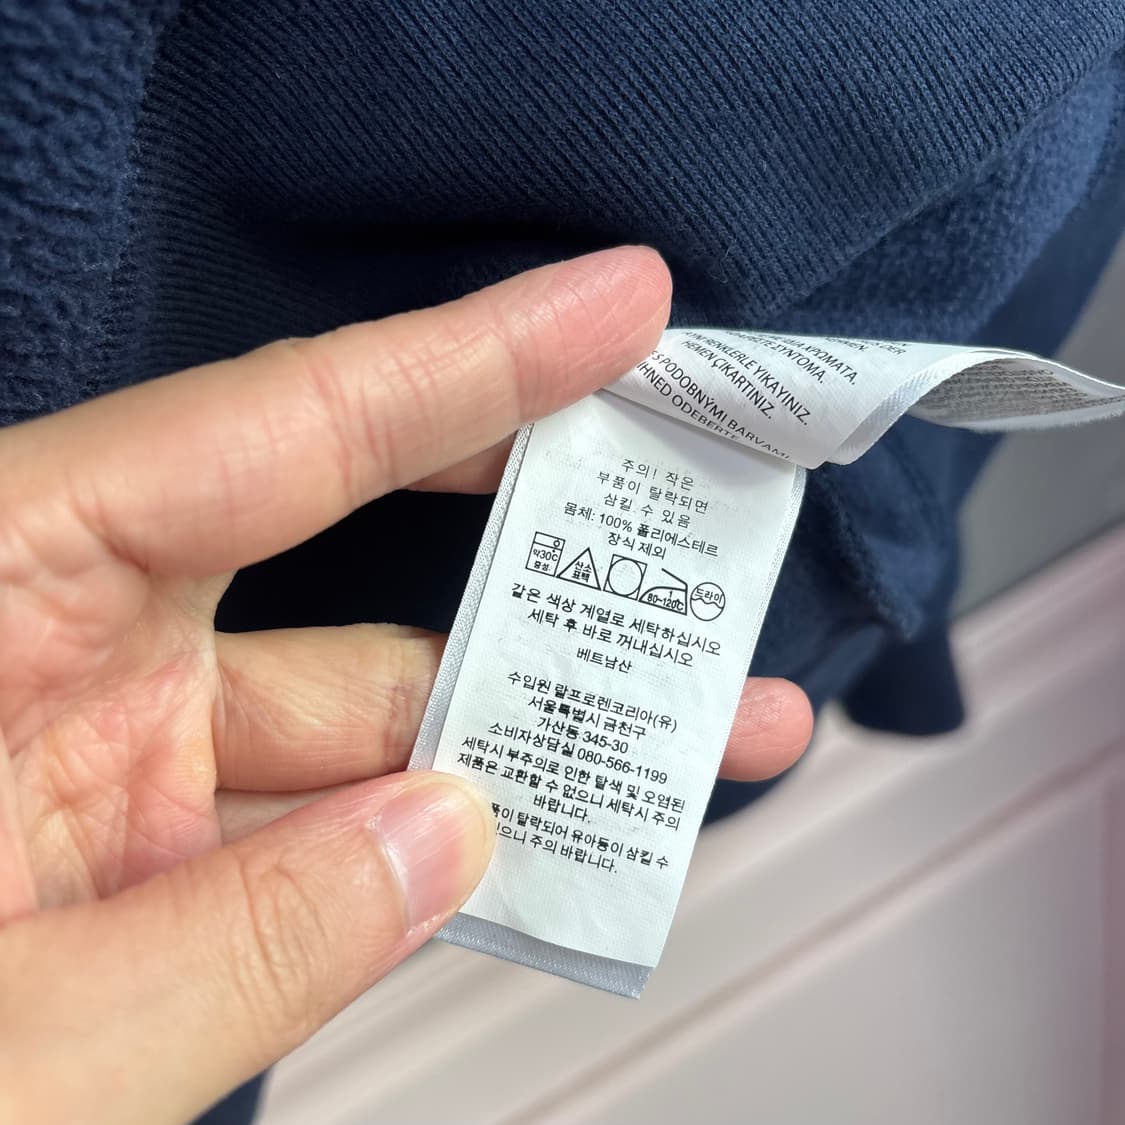 AYNI RENKLERLE YIKAYINIZ.
HEMEN ÇIKARTINIZ.
PODOBNÝMI BARVAMI
IHNED ODEBERTE
주의! 작은
부품이 탈락되면
삼킬 수 있음
몸체: 100% 폴리에스테르
장식 제외
약30℃
중성
산소
표백
1
80~120℃
드라이
같은 색상 계열로 세탁하십시오
세탁 후 바로 꺼내십시오
베트남산
수입원 랄프로렌코리아(유)
서울특별시 금천구
가산동 345-30
소비자상담실 080-566-1199
세탁시 부주의로 인한 탈색 및 오염된
제품은 교환할 수 없으니 세탁시 주의
바랍니다.
탈락되어 유아등이 삼킬 수
있으니 주의 바랍니다.